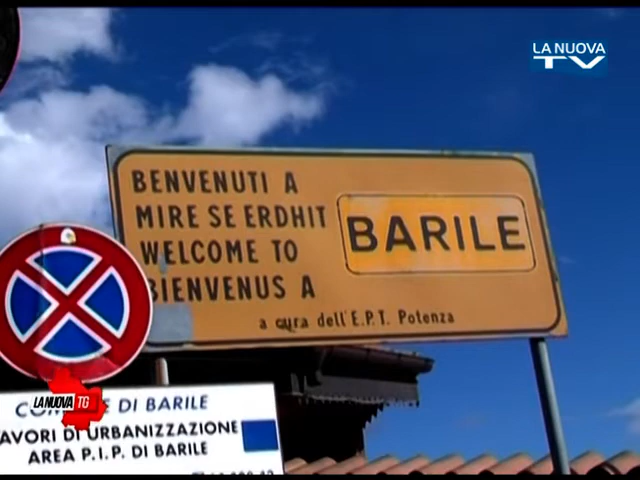 LA NUOVA
TV
BENVENUTI A
MIRE SE ERDHIT
WELCOME TO
BIENVENUS A
BARILE
a cura dell'E.P.T. Potenza
LA NUOVA TG
DI BARILE
LAVORI DI URBANIZZAZIONE
AREA P.I.P. DI BARILE